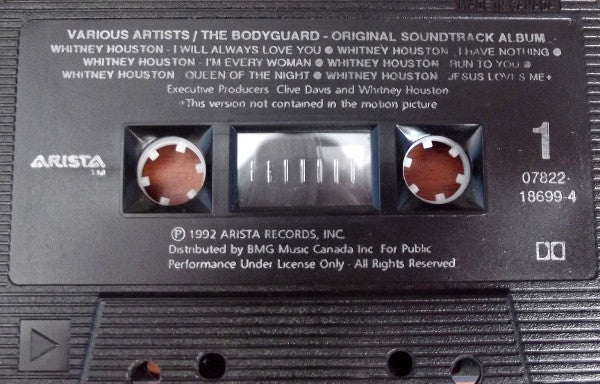 MADE IN CANADA
VARIOUS ARTISTS / THE BODYGUARD - ORIGINAL SOUNDTRACK ALBUM
WHITNEY HOUSTON - I WILL ALWAYS LOVE YOU ● WHITNEY HOUSTON - I HAVE NOTHING ●
WHITNEY HOUSTON - I'M EVERY WOMAN ● WHITNEY HOUSTON - RUN TO YOU ●
WHITNEY HOUSTON - QUEEN OF THE NIGHT ● WHITNEY HOUSTON - JESUS LOVES ME+
Executive Producers Clive Davis and Whitney Houston
+This version not contained in the motion picture
ARISTA
TM
1
07822-
18699-4
℗ 1992 ARISTA RECORDS, INC.
Distributed by BMG Music Canada Inc For Public
Performance Under License Only - All Rights Reserved